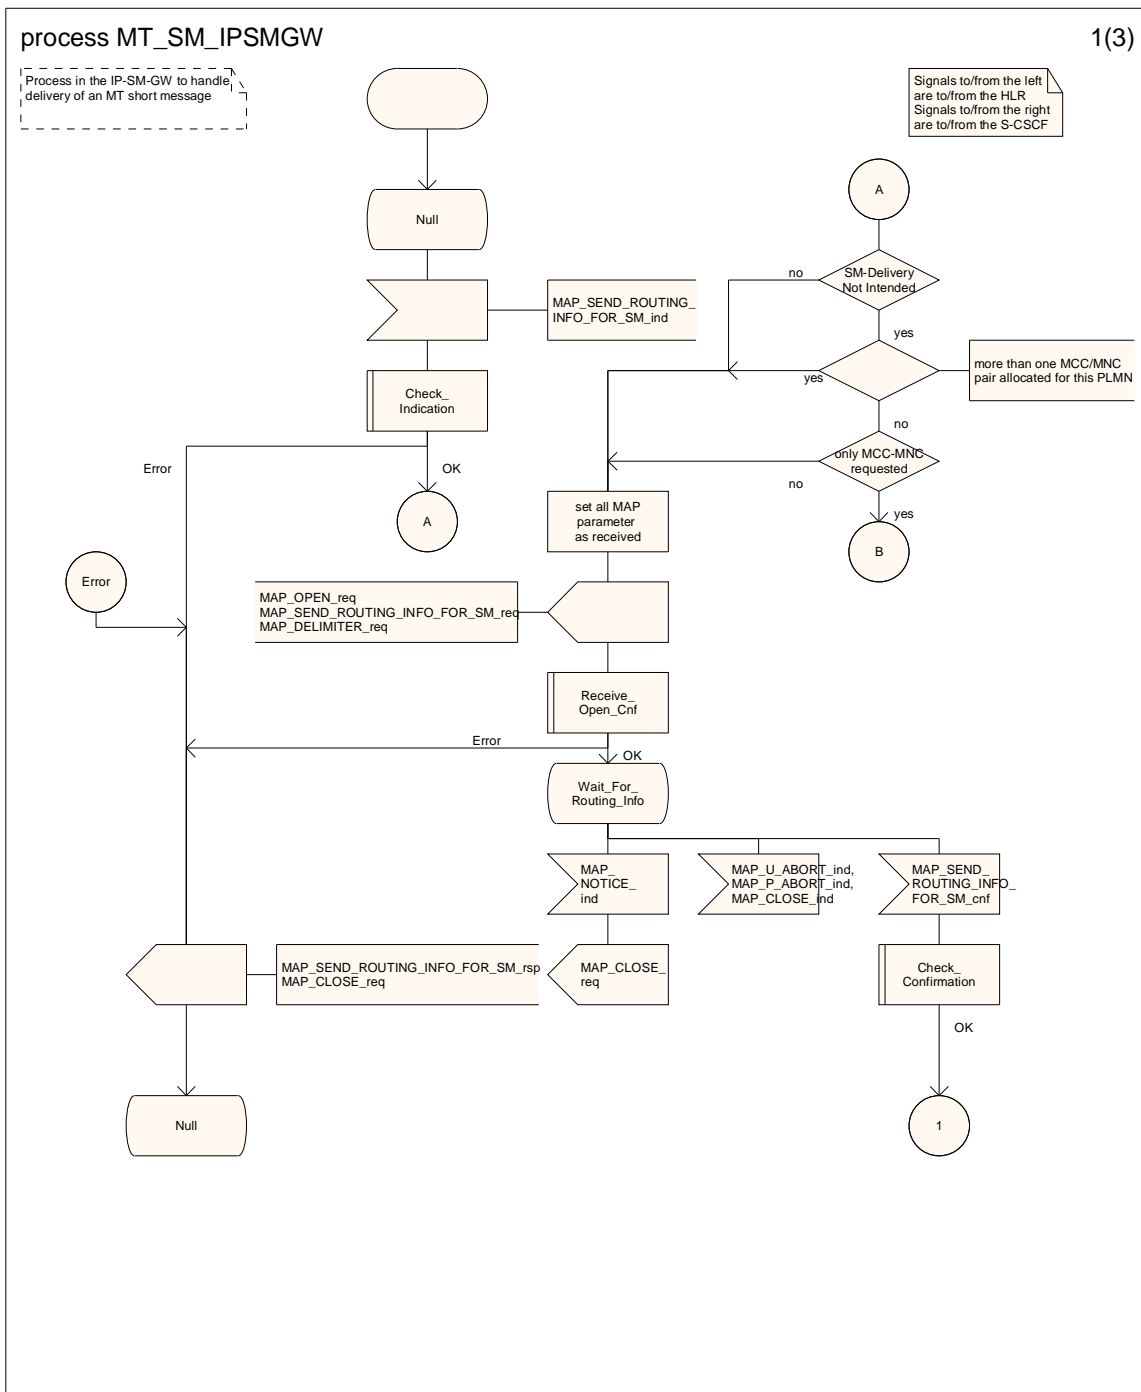 process MT_SM_IPSMGW
1(3)
Process in the IP-SM-GW to handle
delivery of an MT short message
Signals to/from the left
are to/from the HLR
Signals to/from the right
are to/from the S-CSCF
A
Null
no
SM-Delivery
Not Intended
MAP_SEND_ROUTING_
INFO_FOR_SM_ind
yes
yes
more than one MCC/MNC
pair allocated for this PLMN
Check_
Indication
no
Error
OK
only MCC-MNC
requested
no
A
set all MAP
parameter
as received
yes
B
Error
MAP_OPEN_req
MAP_SEND_ROUTING_INFO_FOR_SM_req
MAP_DELIMITER_req
Receive_
Open_Cnf
Error
OK
Wait_For_
Routing_Info
MAP_
NOTICE_
ind
MAP_U_ABORT_ind,
MAP_P_ABORT_ind,
MAP_CLOSE_ind
MAP_SEND_
ROUTING_INFO_
FOR_SM_cnf
MAP_SEND_ROUTING_INFO_FOR_SM_rsp
MAP_CLOSE_req
MAP_CLOSE_
req
Check_
Confirmation
OK
Null
1